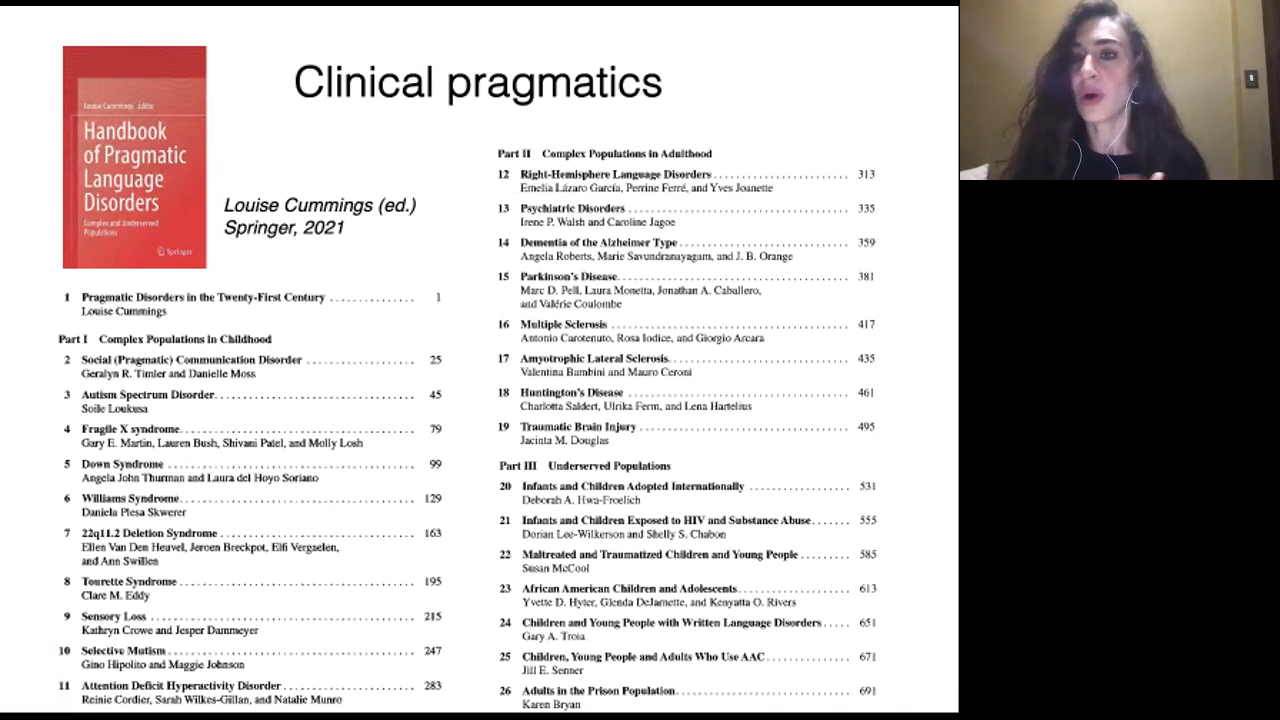 Clinical pragmatics
Louise Cummings Editor
Handbook
of Pragmatic
Language
Disorders
Complex and Underserved
Populations
Springer
Louise Cummings (ed.)
Springer, 2021
1 Pragmatic Disorders in the Twenty-First Century . . . . . . . . . . . . . . 1
Louise Cummings
Part I Complex Populations in Childhood
2 Social (Pragmatic) Communication Disorder . . . . . . . . . . . . . . . . . . 25
Geralyn R. Timler and Danielle Moss
3 Autism Spectrum Disorder. . . . . . . . . . . . . . . . . . . . . . . . . . . . . . . . . 45
Soile Loukusa
4 Fragile X syndrome. . . . . . . . . . . . . . . . . . . . . . . . . . . . . . . . . . . . . . . 79
Gary E. Martin, Lauren Bush, Shivani Patel, and Molly Losh
5 Down Syndrome . . . . . . . . . . . . . . . . . . . . . . . . . . . . . . . . . . . . . . . . . 99
Angela John Thurman and Laura del Hoyo Soriano
6 Williams Syndrome. . . . . . . . . . . . . . . . . . . . . . . . . . . . . . . . . . . . . . . 129
Daniela Plesa Skwerer
7 22q11.2 Deletion Syndrome . . . . . . . . . . . . . . . . . . . . . . . . . . . . . . . . 163
Ellen Van Den Heuvel, Jeroen Breckpot, Elfi Vergaelen,
and Ann Swillen
8 Tourette Syndrome . . . . . . . . . . . . . . . . . . . . . . . . . . . . . . . . . . . . . . . 195
Clare M. Eddy
9 Sensory Loss . . . . . . . . . . . . . . . . . . . . . . . . . . . . . . . . . . . . . . . . . . . . 215
Kathryn Crowe and Jesper Dammeyer
10 Selective Mutism . . . . . . . . . . . . . . . . . . . . . . . . . . . . . . . . . . . . . . . . . 247
Gino Hipolito and Maggie Johnson
11 Attention Deficit Hyperactivity Disorder . . . . . . . . . . . . . . . . . . . . . . 283
Reinie Cordier, Sarah Wilkes-Gillan, and Natalie Munro
Part II Complex Populations in Adulthood
12 Right-Hemisphere Language Disorders . . . . . . . . . . . . . . . . . . . . . . . 313
Emelia Lázaro García, Perrine Ferré, and Yves Joanette
13 Psychiatric Disorders . . . . . . . . . . . . . . . . . . . . . . . . . . . . . . . . . . . . . 335
Irene P. Walsh and Caroline Jagoe
14 Dementia of the Alzheimer Type . . . . . . . . . . . . . . . . . . . . . . . . . . . . 359
Angela Roberts, Marie Savundranayagam, and J. B. Orange
15 Parkinson's Disease. . . . . . . . . . . . . . . . . . . . . . . . . . . . . . . . . . . . . . . 381
Marc D. Pell, Laura Monetta, Jonathan A. Caballero,
and Valérie Coulombe
16 Multiple Sclerosis . . . . . . . . . . . . . . . . . . . . . . . . . . . . . . . . . . . . . . . . 417
Antonio Carotenuto, Rosa Iodice, and Giorgio Arcara
17 Amyotrophic Lateral Sclerosis. . . . . . . . . . . . . . . . . . . . . . . . . . . . . . 435
Valentina Bambini and Mauro Ceroni
18 Huntington's Disease . . . . . . . . . . . . . . . . . . . . . . . . . . . . . . . . . . . . . 461
Charlotta Saldert, Ulrika Ferm, and Lena Hartelius
19 Traumatic Brain Injury . . . . . . . . . . . . . . . . . . . . . . . . . . . . . . . . . . . 495
Jacinta M. Douglas
Part III Underserved Populations
20 Infants and Children Adopted Internationally . . . . . . . . . . . . . . . . . 531
Deborah A. Hwa-Froelich
21 Infants and Children Exposed to HIV and Substance Abuse. . . . . . 555
Dorian Lee-Wilkerson and Shelly S. Chabon
22 Maltreated and Traumatized Children and Young People . . . . . . . . 585
Susan McCool
23 African American Children and Adolescents. . . . . . . . . . . . . . . . . . . 613
Yvette D. Hyter, Glenda DeJarnette, and Kenyatta O. Rivers
24 Children and Young People with Written Language Disorders . . . . 651
Gary A. Troia
25 Children, Young People and Adults Who Use AAC. . . . . . . . . . . . . . 671
Jill E. Senner
26 Adults in the Prison Population. . . . . . . . . . . . . . . . . . . . . . . . . . . . . 691
Karen Bryan